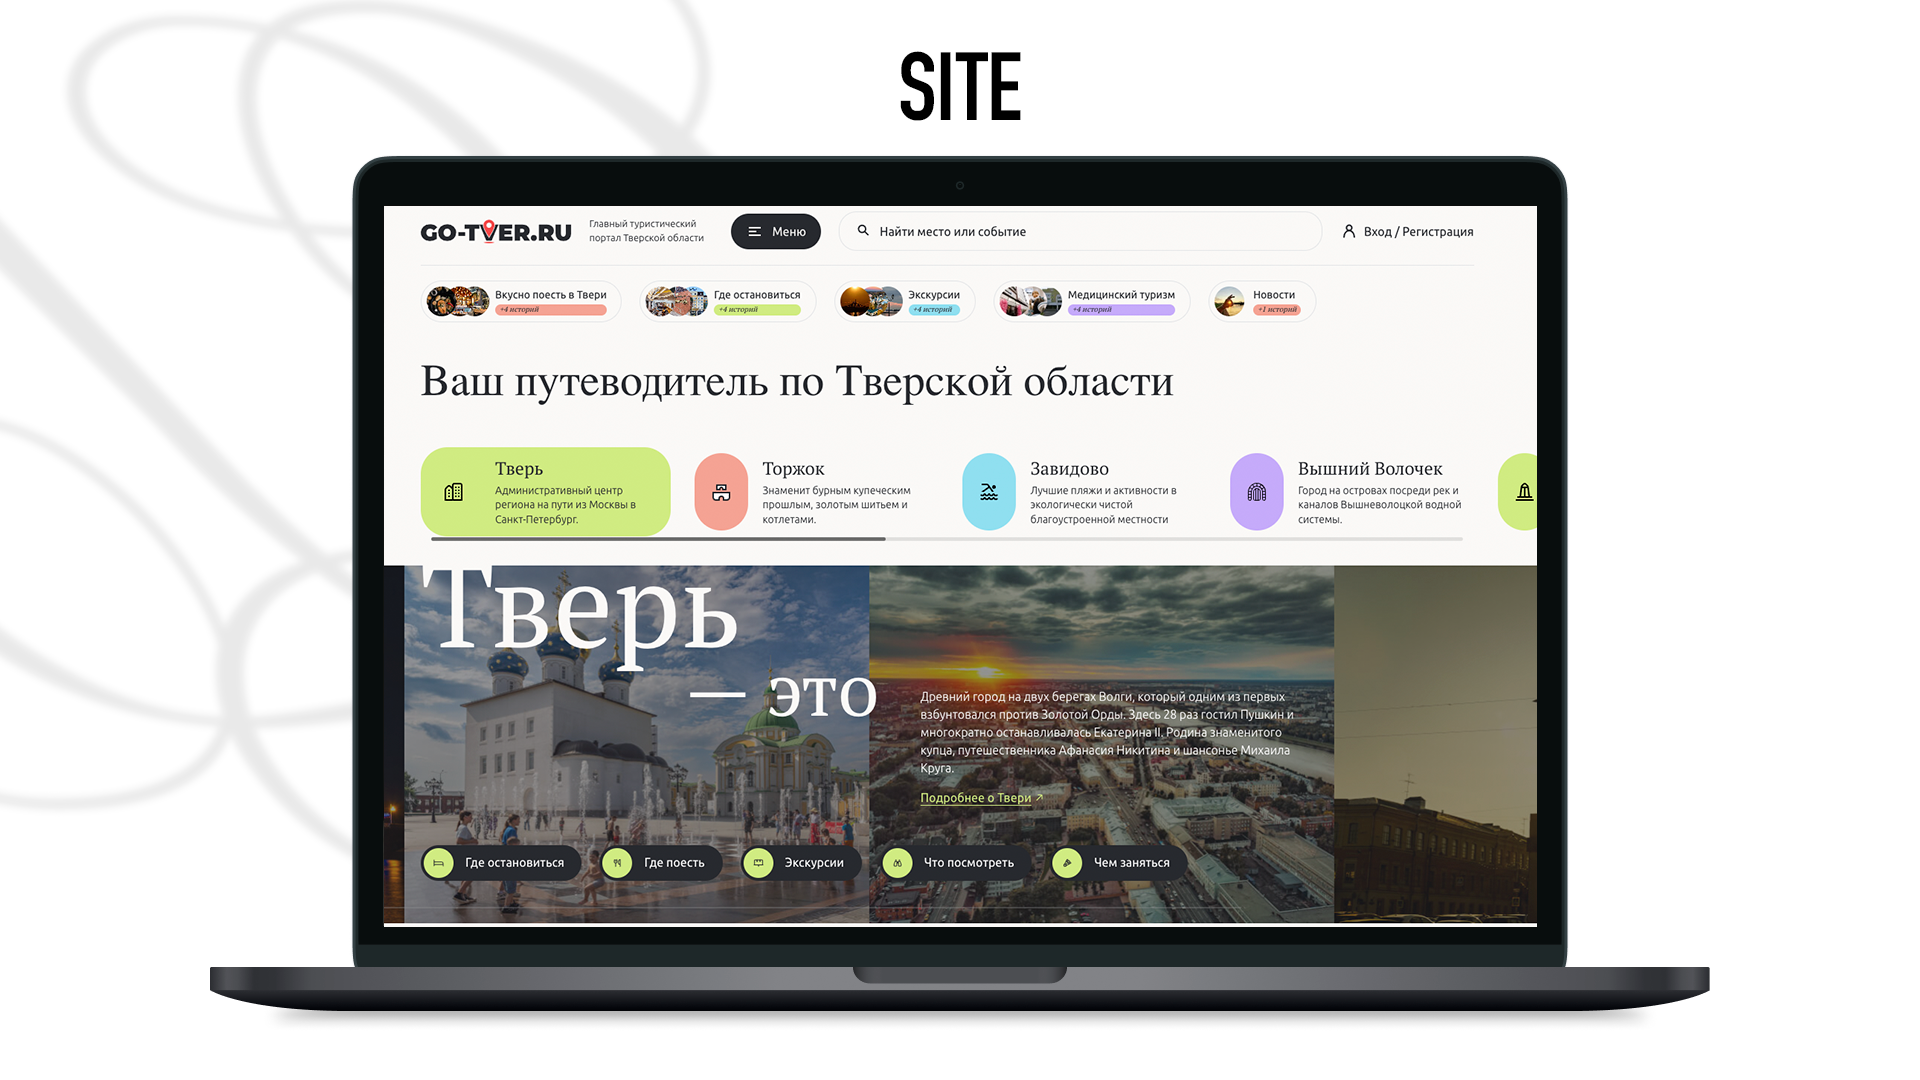 SITE
GO-TVER.RU
Главный туристический
портал Тверской области
Меню
Найти место или событие
Вход / Регистрация
Вкусно поесть в Твери
+4 историй
Где остановиться
+4 историй
Экскурсии
+4 историй
Медицинский туризм
+4 историй
Новости
+1 историй
Ваш путеводитель по Тверской области
Тверь
Административный центр
региона на пути из Москвы в
Санкт-Петербург.
Торжок
Знаменит бурным купеческим
прошлым, золотым шитьем и
котлетами.
Завидово
Лучшие пляжи и активности в
экологически чистой
благоустроенной местности
Вышний Волочек
Город на островах посреди рек и
каналов Вышневолоцкой водной
системы.
Тверь
— это
Древний город на двух берегах Волги, который одним из первых
взбунтовался против Золотой Орды. Здесь 28 раз гостил Пушкин и
многократно останавливалась Екатерина II. Родина знаменитого
купца, путешественника Афанасия Никитина и шансонье Михаила
Круга.
Подробнее о Твери
Где остановиться
Где поесть
Экскурсии
Что посмотреть
Чем заняться